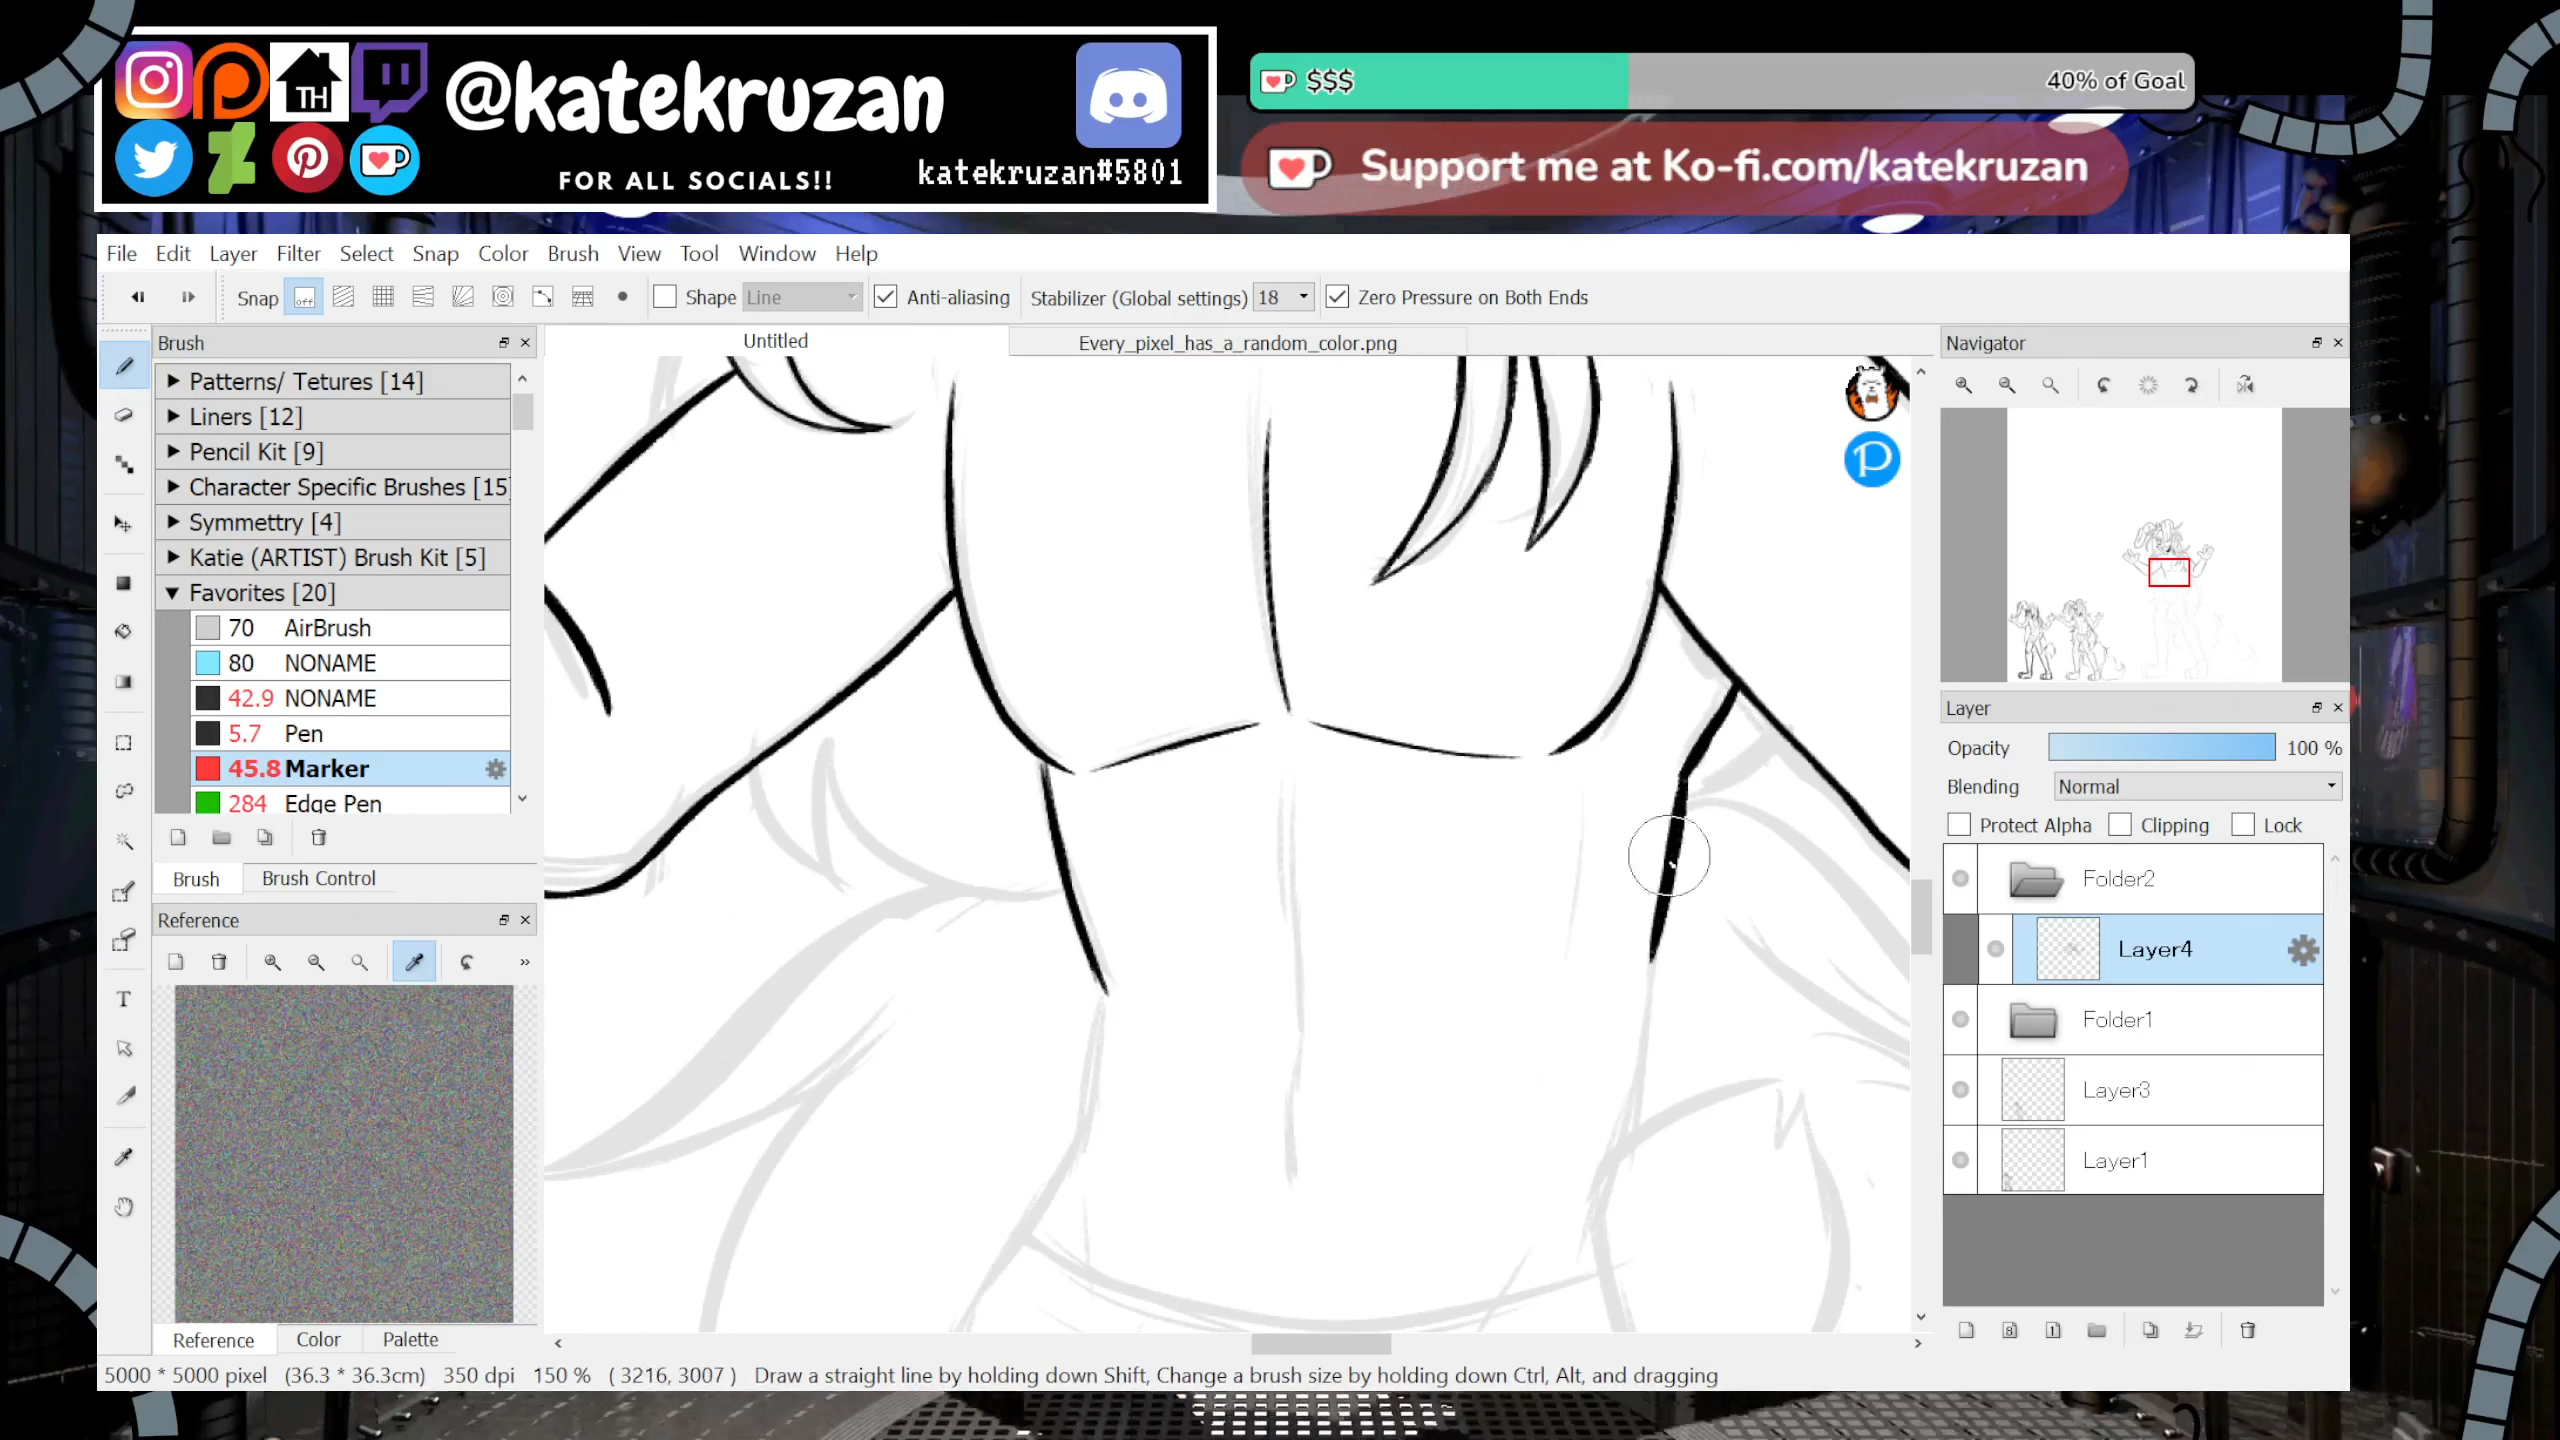 TH
@katekruzan
FOR ALL SOCIALS!!
katekruzan#5801
$$$
40% of Goal
Support me at Ko-fi.com/katekruzan
File Edit Layer Filter Select Snap Color Brush View Tool Window Help
Snap off Shape Line Anti-aliasing Stabilizer (Global settings) 18 Zero Pressure on Both Ends
Brush
Patterns/ Tetures [14]
Liners [12]
Pencil Kit [9]
Character Specific Brushes [15]
Symmettry [4]
Katie (ARTIST) Brush Kit [5]
Favorites [20]
70 AirBrush
80 NONAME
42.9 NONAME
5.7 Pen
45.8 Marker
284 Edge Pen
Brush Brush Control
Reference
T
Reference Color Palette
Untitled
Every_pixel_has_a_random_color.png
P
Navigator
Layer
Opacity 100 %
Blending Normal
Protect Alpha Clipping Lock
Folder2
Layer4
Folder1
Layer3
Layer1
8 1
5000 * 5000 pixel (36.3 * 36.3cm) 350 dpi 150 % ( 3216, 3007 ) Draw a straight line by holding down Shift, Change a brush size by holding down Ctrl, Alt, and dragging